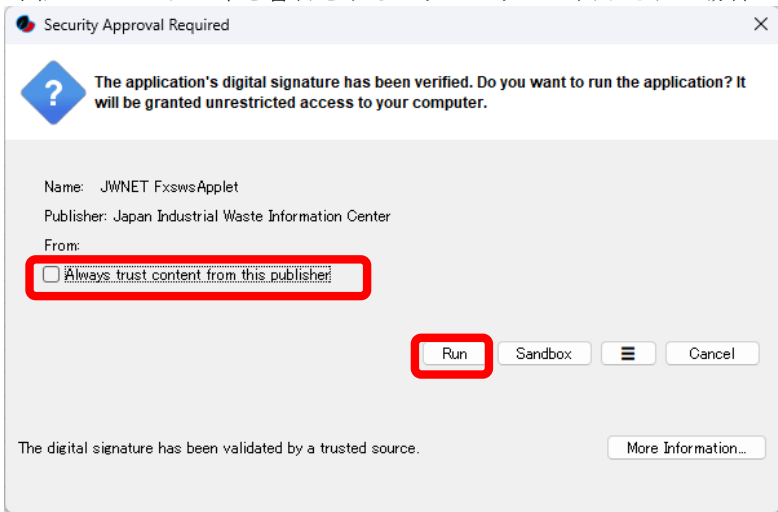 Security Approval Required
The application's digital signature has been verified. Do you want to run the application? It
will be granted unrestricted access to your computer.
Name: JWNET FxswsApplet
Publisher: Japan Industrial Waste Information Center
From:
Always trust content from this publisher
Run Sandbox Cancel
The digital signature has been validated by a trusted source. More Information...